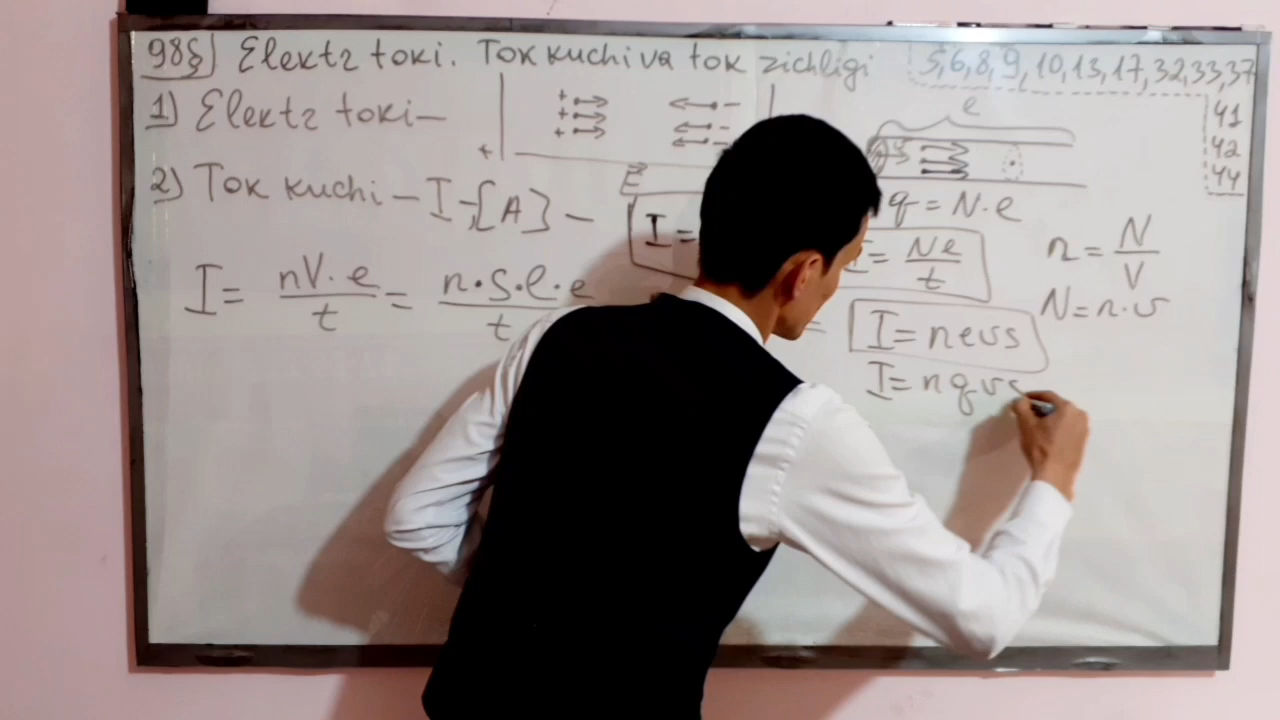 98§ Elektr toki. Tok kuchi va tok zichligi
5,6,8,9,10,13,17,32,33,37
41
42
44
1) Elektr toki—
+ + + − − −
+
E
l
v
2) Tok kuchi — I-[A] —
I=
q = N·e
I = Ne/t
n = N/V
N = n·v
I = nV·e/t = n·S·l·e/t
=
I = nevs
I = nqvs